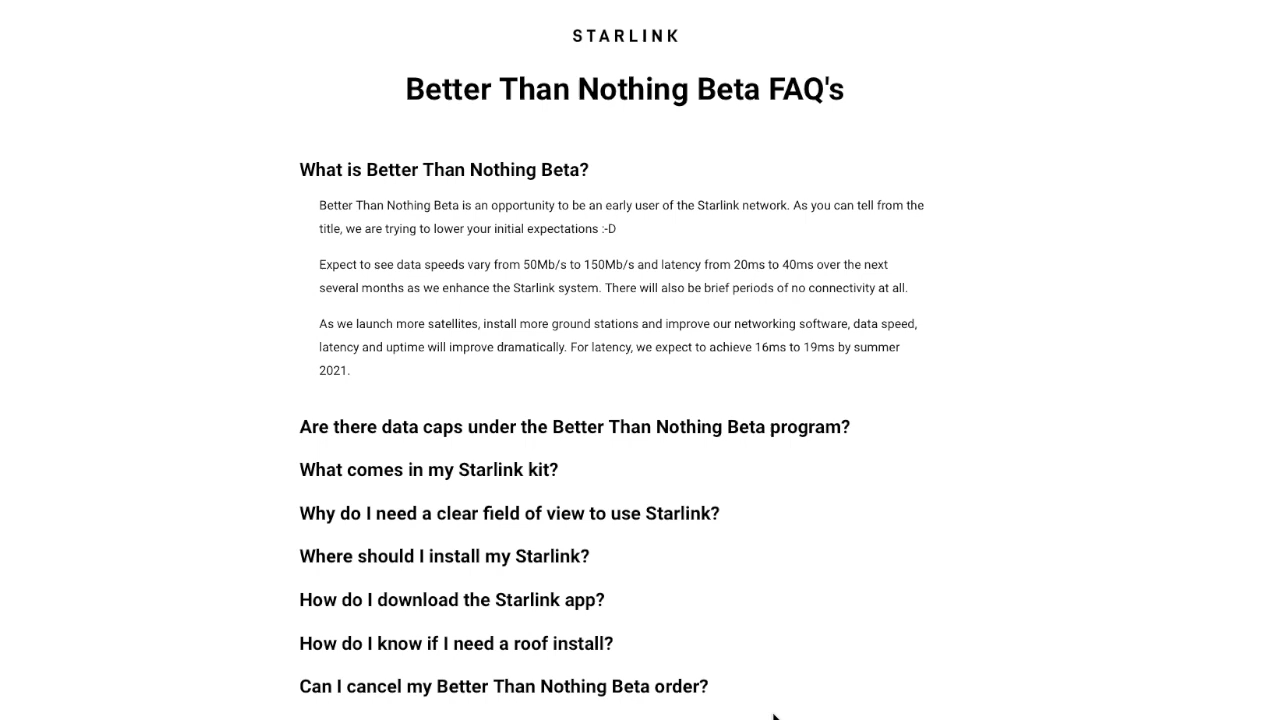 STARLINK
Better Than Nothing Beta FAQ's
What is Better Than Nothing Beta?
Better Than Nothing Beta is an opportunity to be an early user of the Starlink network. As you can tell from the
title, we are trying to lower your initial expectations :-D
Expect to see data speeds vary from 50Mb/s to 150Mb/s and latency from 20ms to 40ms over the next
several months as we enhance the Starlink system. There will also be brief periods of no connectivity at all.
As we launch more satellites, install more ground stations and improve our networking software, data speed,
latency and uptime will improve dramatically. For latency, we expect to achieve 16ms to 19ms by summer
2021.
Are there data caps under the Better Than Nothing Beta program?
What comes in my Starlink kit?
Why do I need a clear field of view to use Starlink?
Where should I install my Starlink?
How do I download the Starlink app?
How do I know if I need a roof install?
Can I cancel my Better Than Nothing Beta order?